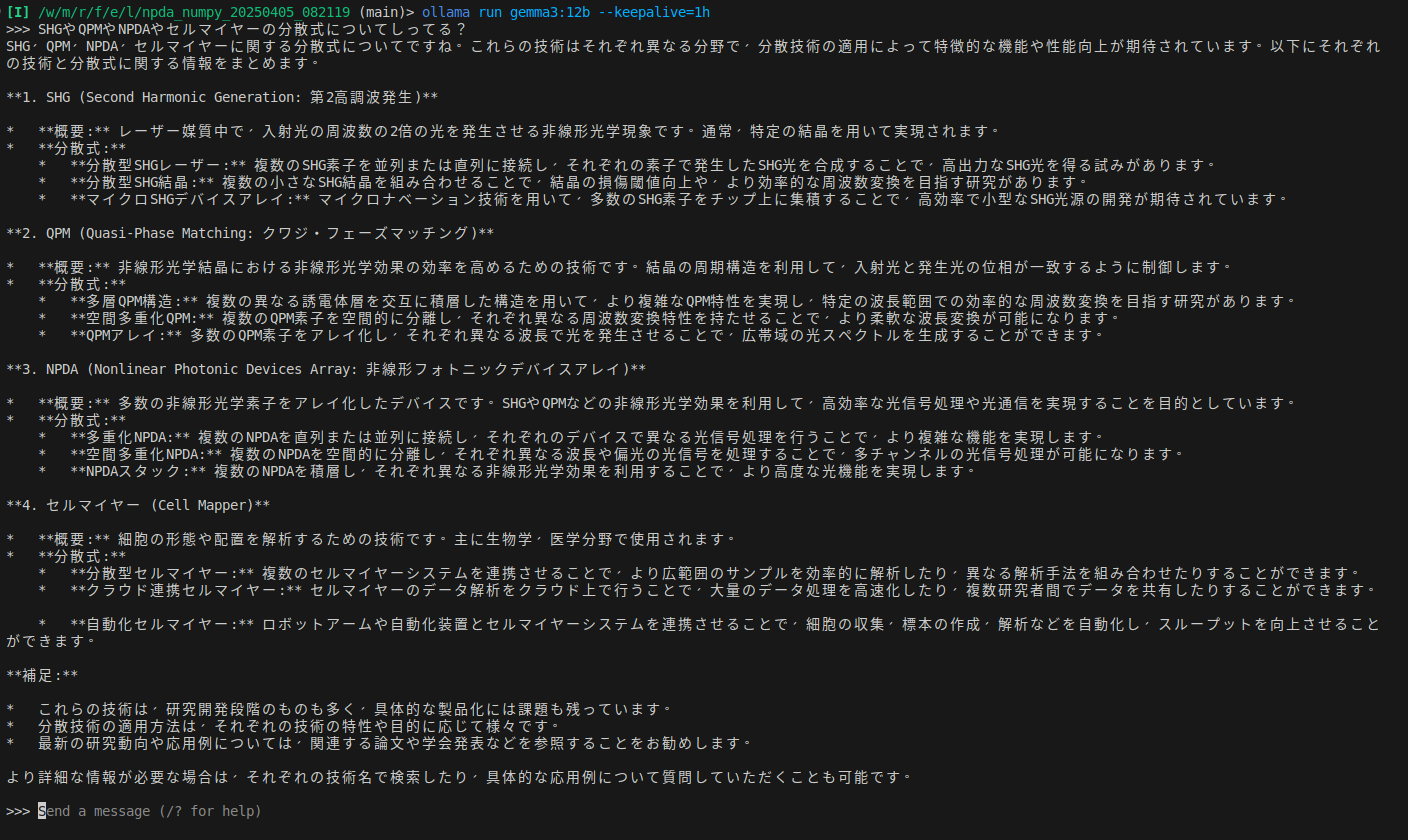 [I] /w/m/r/f/e/l/npda_numpy_20250405_082119 (main)> ollama run gemma3:12b --keepalive=1h
>>> SHGやQPMやNPDAやセルマイヤーの分散式についてしってる？
SHG、QPM、NPDA、セルマイヤーに関する分散式についてですね。これらの技術はそれぞれ異なる分野で、分散技術の適用によって特徴的な機能や性能向上が期待されています。以下にそれぞれ
の技術と分散式に関する情報をまとめます。
**1. SHG (Second Harmonic Generation: 第2高調波発生)**
*   **概要:** レーザー媒質中で、入射光の周波数の2倍の光を発生させる非線形光学現象です。通常、特定の結晶を用いて実現されます。
*   **分散式:**
    *   **分散型SHGレーザー:** 複数のSHG素子を並列または直列に接続し、それぞれの素子で発生したSHG光を合成することで、高出力なSHG光を得る試みがあります。
    *   **分散型SHG結晶:** 複数の小さなSHG結晶を組み合わせることで、結晶の損傷閾値向上や、より効率的な周波数変換を目指す研究があります。
    *   **マイクロSHGデバイスアレイ:** マイクロナベーション技術を用いて、多数のSHG素子をチップ上に集積することで、高効率で小型なSHG光源の開発が期待されています。
**2. QPM (Quasi-Phase Matching: クワジ・フェーズマッチング)**
*   **概要:** 非線形光学結晶における非線形光学効果の効率を高めるための技術です。結晶の周期構造を利用して、入射光と発生光の位相が一致するように制御します。
*   **分散式:**
    *   **多層QPM構造:** 複数の異なる誘電体層を交互に積層した構造を用いて、より複雑なQPM特性を実現し、特定の波長範囲での効率的な周波数変換を目指す研究があります。
    *   **空間多重化QPM:** 複数のQPM素子を空間的に分離し、それぞれ異なる周波数変換特性を持たせることで、より柔軟な波長変換が可能になります。
    *   **QPMアレイ:** 多数のQPM素子をアレイ化し、それぞれ異なる波長で光を発生させることで、広帯域の光スペクトルを生成することができます。
**3. NPDA (Nonlinear Photonic Devices Array: 非線形フォトニックデバイスアレイ)**
*   **概要:** 多数の非線形光学素子をアレイ化したデバイスです。SHGやQPMなどの非線形光学効果を利用して、高効率な光信号処理や光通信を実現することを目的としています。
*   **分散式:**
    *   **多重化NPDA:** 複数のNPDAを直列または並列に接続し、それぞれのデバイスで異なる光信号処理を行うことで、より複雑な機能を実現します。
    *   **空間多重化NPDA:** 複数のNPDAを空間的に分離し、それぞれ異なる波長や偏光の光信号を処理することで、多チャンネルの光信号処理が可能になります。
    *   **NPDAスタック:** 複数のNPDAを積層し、それぞれ異なる非線形光学効果を利用することで、より高度な光機能を実現します。
**4. セルマイヤー (Cell Mapper)**
*   **概要:** 細胞の形態や配置を解析するための技術です。主に生物学、医学分野で使用されます。
*   **分散式:**
    *   **分散型セルマイヤー:** 複数のセルマイヤーシステムを連携させることで、より広範囲のサンプルを効率的に解析したり、異なる解析手法を組み合わせたりすることができます。
    *   **クラウド連携セルマイヤー:** セルマイヤーのデータ解析をクラウド上で行うことで、大量のデータ処理を高速化したり、複数研究者間でデータを共有したりすることができます。
    *   **自動化セルマイヤー:** ロボットアームや自動化装置とセルマイヤーシステムを連携させることで、細胞の収集、標本の作成、解析などを自動化し、スループットを向上させること
ができます。
**補足:**
*   これらの技術は、研究開発段階のものも多く、具体的な製品化には課題も残っています。
*   分散技術の適用方法は、それぞれの技術の特性や目的に応じて様々です。
*   最新の研究動向や応用例については、関連する論文や学会発表などを参照することをお勧めします。
より詳細な情報が必要な場合は、それぞれの技術名で検索したり、具体的な応用例について質問していただくことも可能です。
>>> Send a message (/? for help)